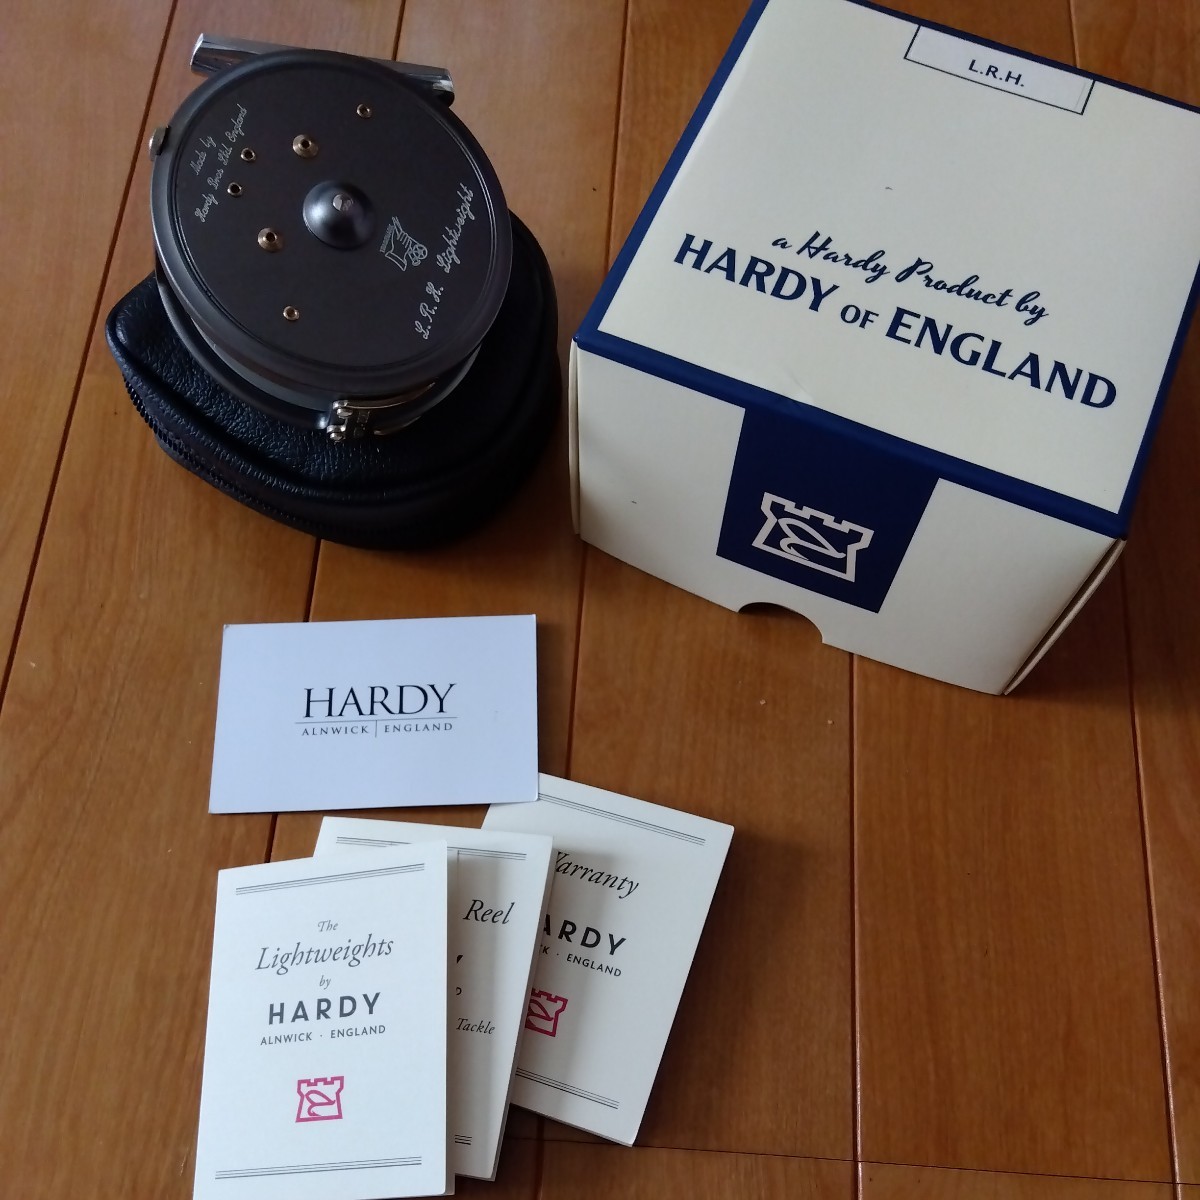 Made by
Hardy Bros Ltd England
L.R.H. Lightweight
L.R.H.
a Hardy Product by
HARDY OF ENGLAND
HARDY
ALNWICK ENGLAND
The
Lightweights
by
HARDY
ALNWICK · ENGLAND
Reel
Tackle
Warranty
HARDY
ENGLAND